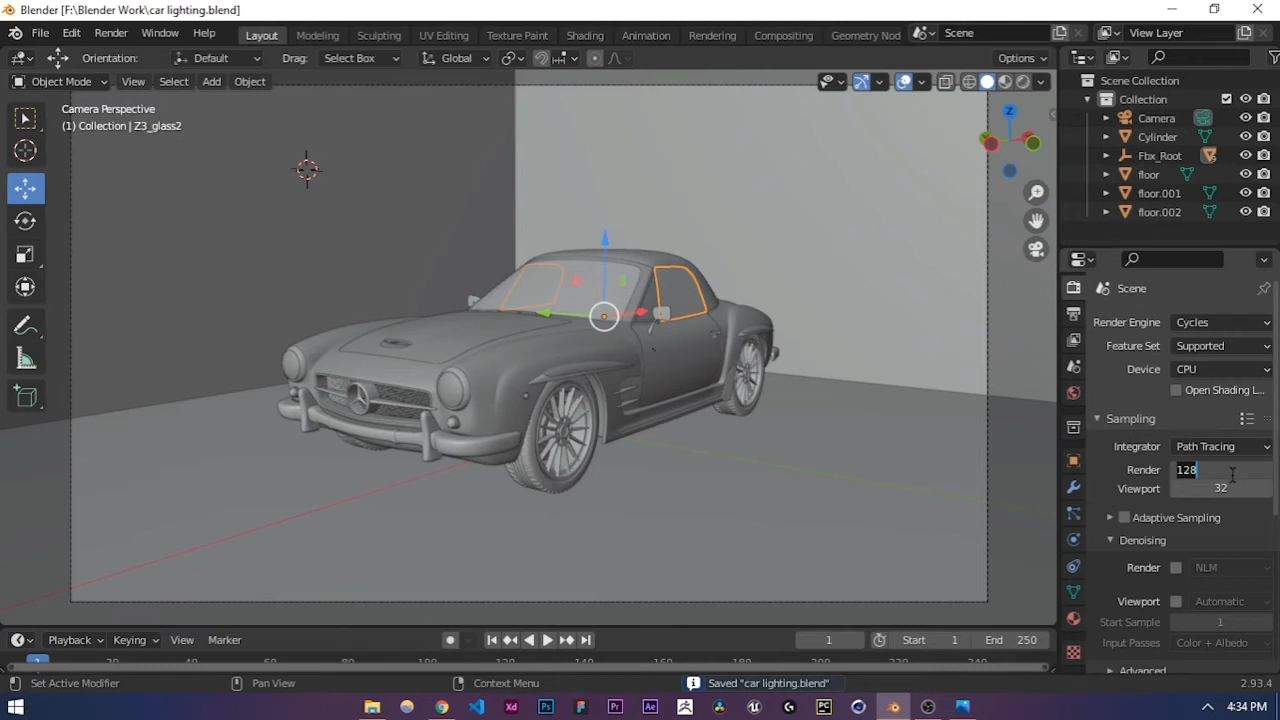 Blender [F:\Blender Work\car lighting.blend]
File Edit Render Window Help
Layout Modeling Sculpting UV Editing Texture Paint Shading Animation Rendering Compositing Geometry Nod
Scene
View Layer
Orientation: Default Drag: Select Box Global
Options
Object Mode View Select Add Object
Camera Perspective
(1) Collection | Z3_glass2
Z
Scene Collection
Collection
Camera
Cylinder
Fbx_Root
floor
floor.001
floor.002
Scene
Render Engine Cycles
Feature Set Supported
Device CPU
Open Shading L...
Sampling
Integrator Path Tracing
Render 128
Viewport 32
Adaptive Sampling
Denoising
Render NLM
Viewport Automatic
Start Sample 1
Input Passes Color + Albedo
Advanced
Playback Keying View Marker
1 Start 1 End 250
1
Set Active Modifier
Pan View
Context Menu
Saved "car lighting.blend"
2.93.4
Xd Ps Pr Ae PC
4:34 PM